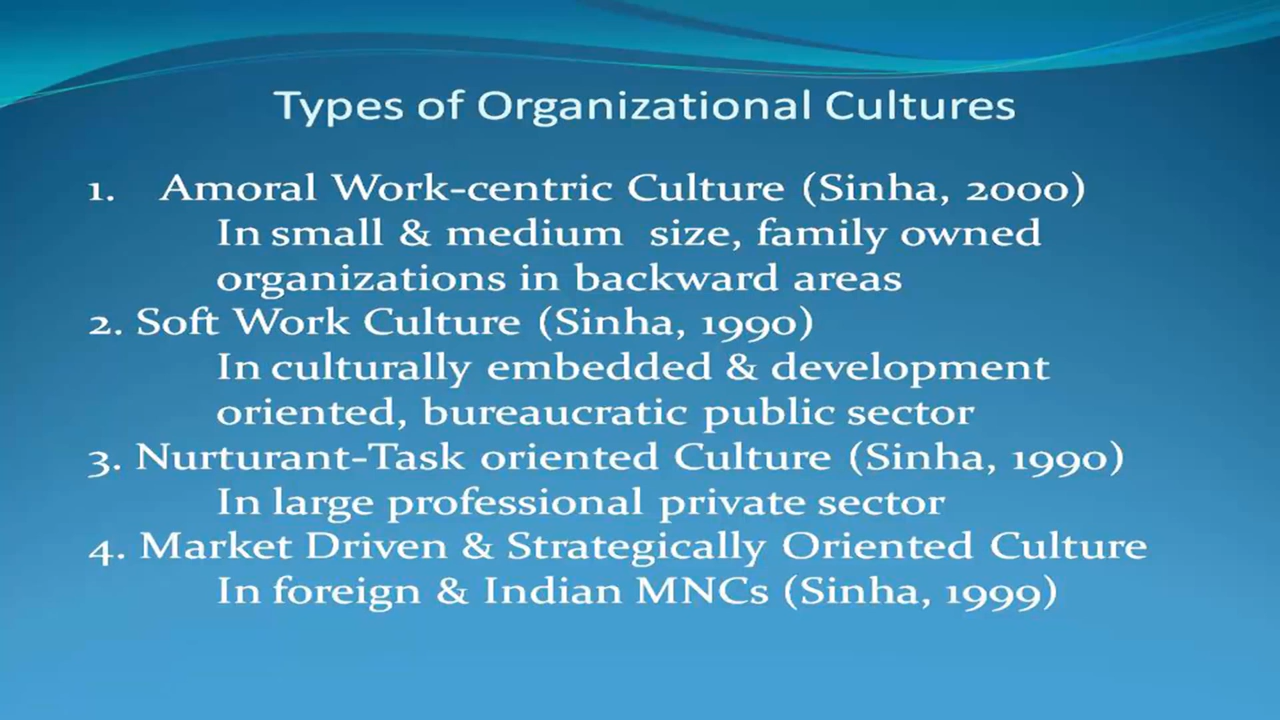 Types of Organizational Cultures
1. Amoral Work-centric Culture (Sinha, 2000)
In small & medium size, family owned
organizations in backward areas
2. Soft Work Culture (Sinha, 1990)
In culturally embedded & development
oriented, bureaucratic public sector
3. Nurturant-Task oriented Culture (Sinha, 1990)
In large professional private sector
4. Market Driven & Strategically Oriented Culture
In foreign & Indian MNCs (Sinha, 1999)